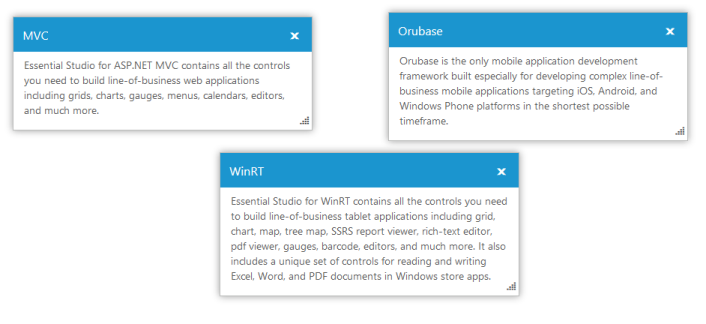 MVC
Essential Studio for ASP.NET MVC contains all the controls
you need to build line-of-business web applications
including grids, charts, gauges, menus, calendars, editors,
and much more.
Orubase
Orubase is the only mobile application development
framework built especially for developing complex line-of-
business mobile applications targeting iOS, Android, and
Windows Phone platforms in the shortest possible
timeframe.
WinRT
Essential Studio for WinRT contains all the controls you need
to build line-of-business tablet applications including grid,
chart, map, tree map, SSRS report viewer, rich-text editor,
pdf viewer, gauges, barcode, editors, and much more. It also
includes a unique set of controls for reading and writing
Excel, Word, and PDF documents in Windows store apps.